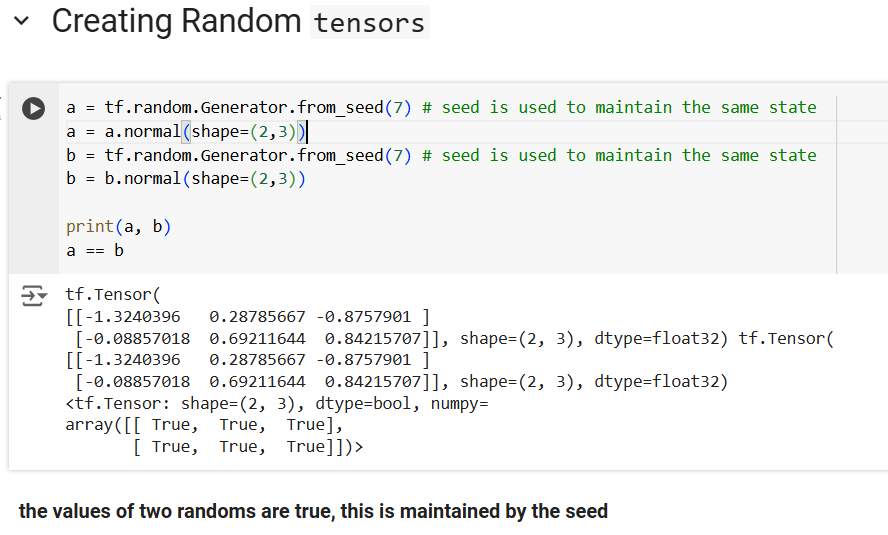 Creating Random tensors
a = tf.random.Generator.from_seed(7) # seed is used to maintain the same state
a = a.normal(shape=(2,3))
b = tf.random.Generator.from_seed(7) # seed is used to maintain the same state
b = b.normal(shape=(2,3))
print(a, b)
a == b
tf.Tensor(
[[-1.3240396   0.28785667 -0.8757901 ]
 [-0.08857018  0.69211644  0.84215707]], shape=(2, 3), dtype=float32) tf.Tensor(
[[-1.3240396   0.28785667 -0.8757901 ]
 [-0.08857018  0.69211644  0.84215707]], shape=(2, 3), dtype=float32)
<tf.Tensor: shape=(2, 3), dtype=bool, numpy=
array([[ True,  True,  True],
       [ True,  True,  True]])>
the values of two randoms are true, this is maintained by the seed